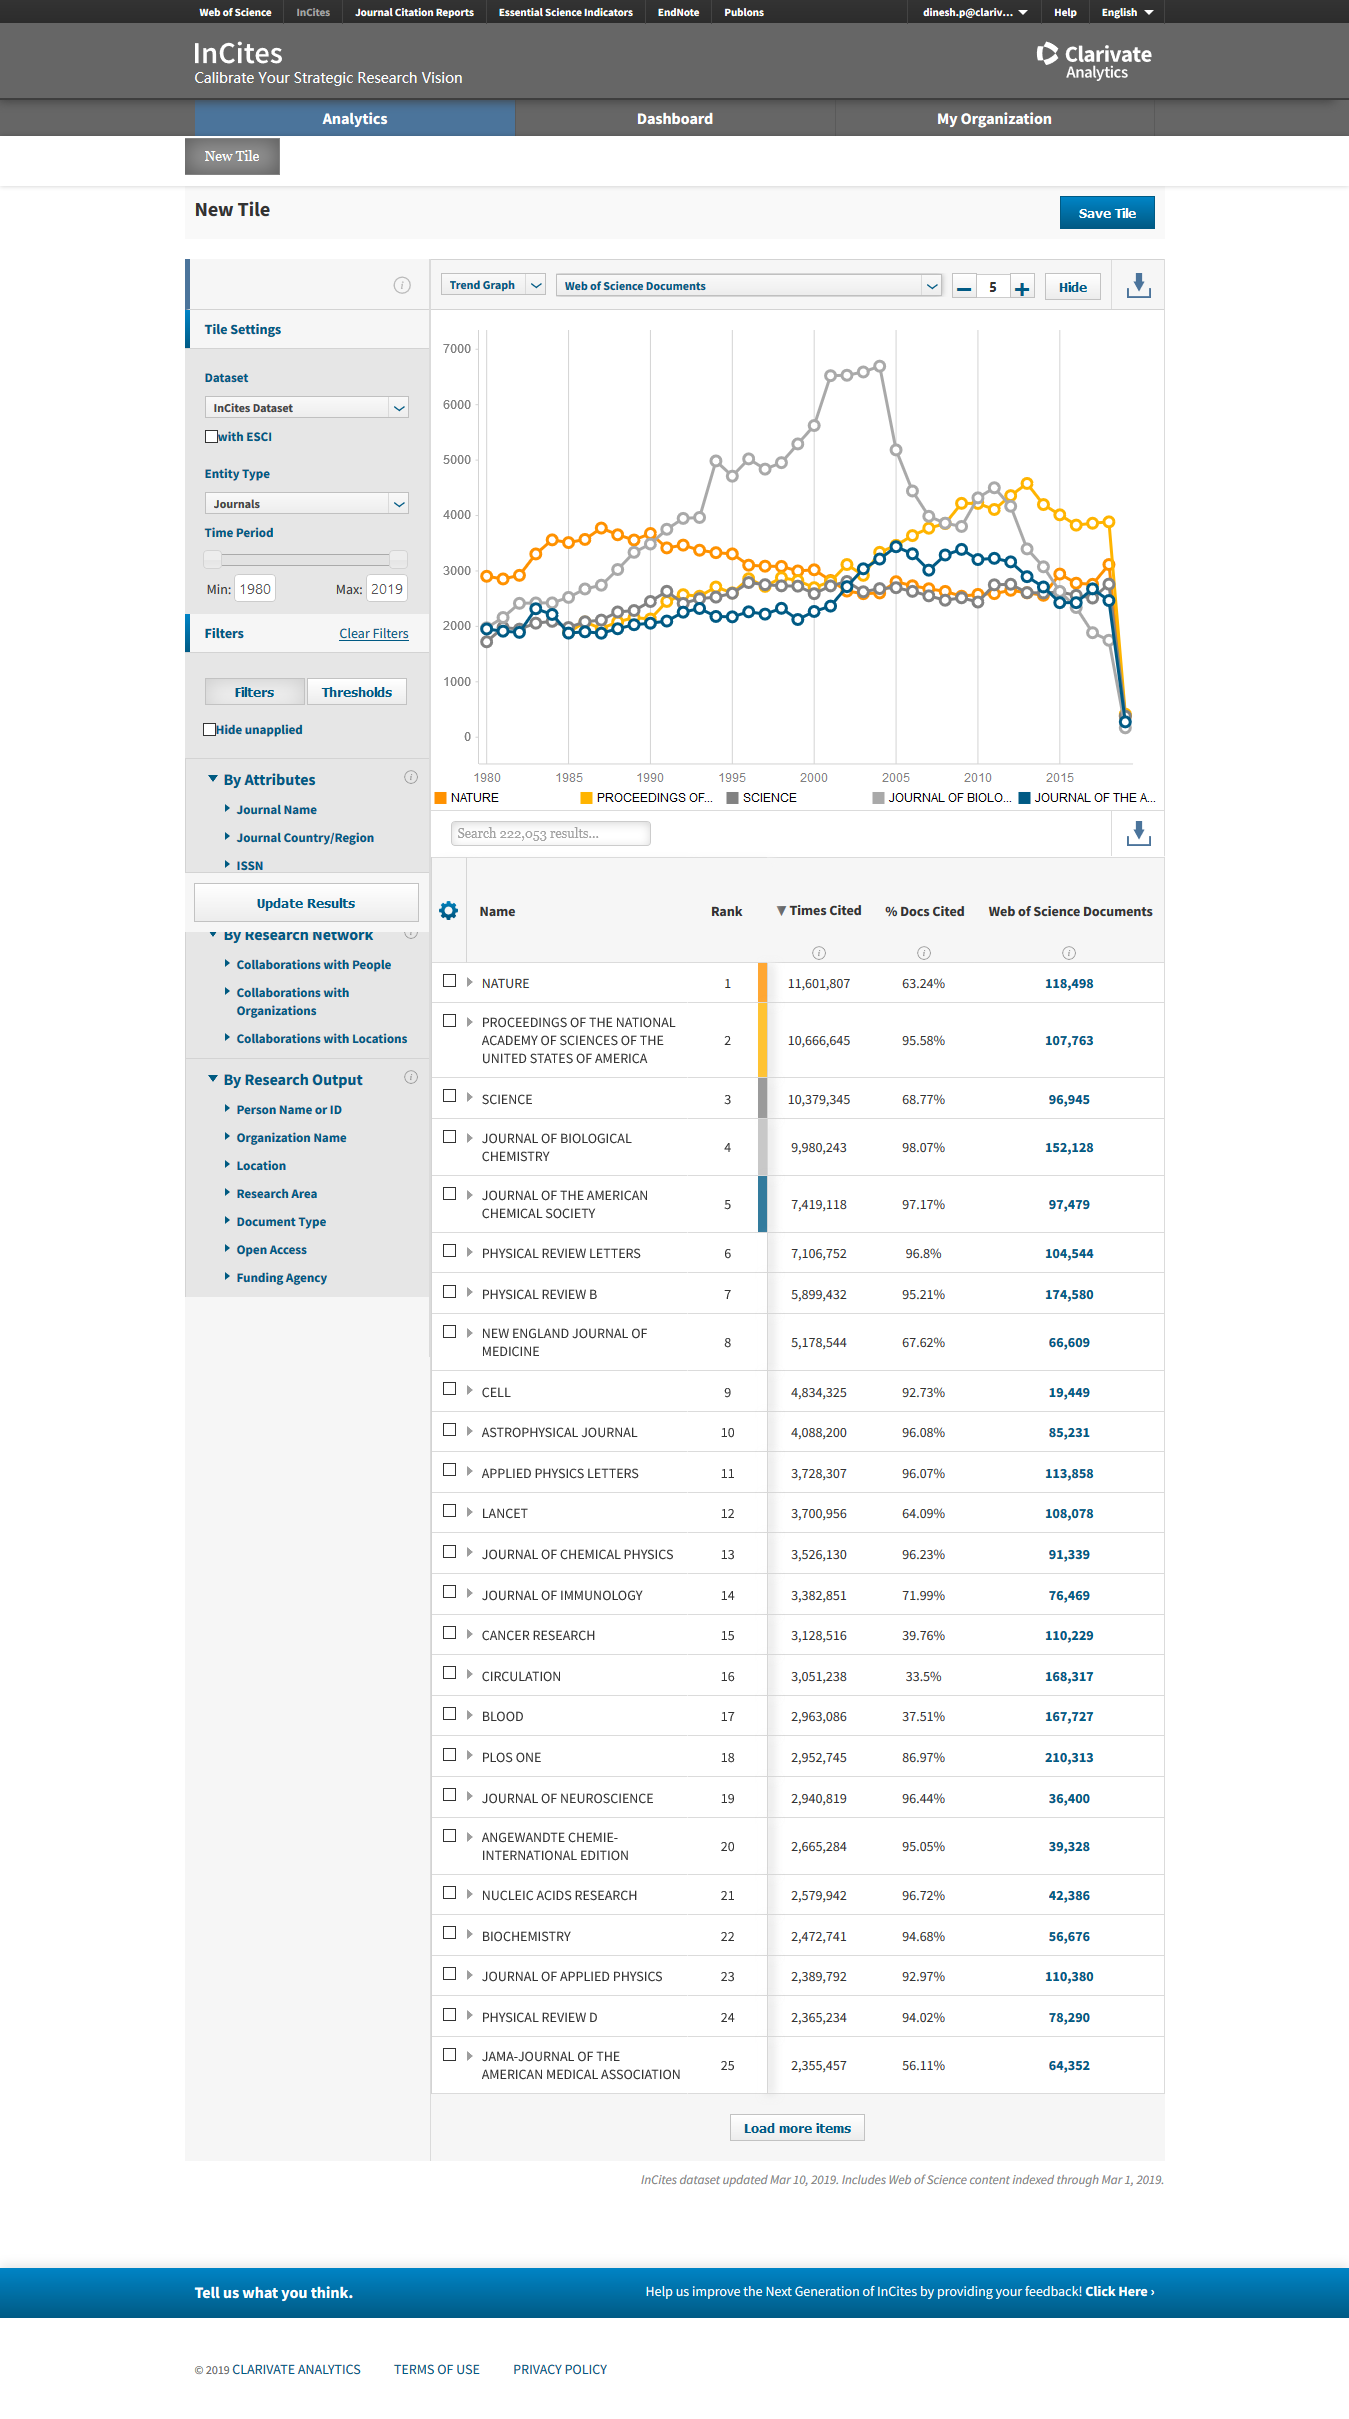 Web of Science InCites Journal Citation Reports Essential Science Indicators EndNote Publons dinesh.p@clariv... Help English
InCites
Calibrate Your Strategic Research Vision
Clarivate
Analytics
Analytics Dashboard My Organization
New Tile
New Tile
Save Tile
Trend Graph Web of Science Documents 5 Hide
Tile Settings
Dataset
InCites Dataset
with ESCI
Entity Type
Journals
Time Period
Min: 1980 Max: 2019
Filters Clear Filters
Filters Thresholds
Hide unapplied
By Attributes
Journal Name
Journal Country/Region
ISSN
Update Results
By Research Network
Collaborations with People
Collaborations with
Organizations
Collaborations with Locations
By Research Output
Person Name or ID
Organization Name
Location
Research Area
Document Type
Open Access
Funding Agency
7000
6000
5000
4000
3000
2000
1000
0
1980 1985 1990 1995 2000 2005 2010 2015
NATURE PROCEEDINGS OF... SCIENCE JOURNAL OF BIOLO... JOURNAL OF THE A...
Search 222,053 results...
Name Rank Times Cited % Docs Cited Web of Science Documents
NATURE 1 11,601,807 63.24% 118,498
PROCEEDINGS OF THE NATIONAL
ACADEMY OF SCIENCES OF THE 2 10,666,645 95.58% 107,763
UNITED STATES OF AMERICA
SCIENCE 3 10,379,345 68.77% 96,945
JOURNAL OF BIOLOGICAL
CHEMISTRY 4 9,980,243 98.07% 152,128
JOURNAL OF THE AMERICAN
CHEMICAL SOCIETY 5 7,419,118 97.17% 97,479
PHYSICAL REVIEW LETTERS 6 7,106,752 96.8% 104,544
PHYSICAL REVIEW B 7 5,899,432 95.21% 174,580
NEW ENGLAND JOURNAL OF
MEDICINE 8 5,178,544 67.62% 66,609
CELL 9 4,834,325 92.73% 19,449
ASTROPHYSICAL JOURNAL 10 4,088,200 96.08% 85,231
APPLIED PHYSICS LETTERS 11 3,728,307 96.07% 113,858
LANCET 12 3,700,956 64.09% 108,078
JOURNAL OF CHEMICAL PHYSICS 13 3,526,130 96.23% 91,339
JOURNAL OF IMMUNOLOGY 14 3,382,851 71.99% 76,469
CANCER RESEARCH 15 3,128,516 39.76% 110,229
CIRCULATION 16 3,051,238 33.5% 168,317
BLOOD 17 2,963,086 37.51% 167,727
PLOS ONE 18 2,952,745 86.97% 210,313
JOURNAL OF NEUROSCIENCE 19 2,940,819 96.44% 36,400
ANGEWANDTE CHEMIE-
INTERNATIONAL EDITION 20 2,665,284 95.05% 39,328
NUCLEIC ACIDS RESEARCH 21 2,579,942 96.72% 42,386
BIOCHEMISTRY 22 2,472,741 94.68% 56,676
JOURNAL OF APPLIED PHYSICS 23 2,389,792 92.97% 110,380
PHYSICAL REVIEW D 24 2,365,234 94.02% 78,290
JAMA-JOURNAL OF THE
AMERICAN MEDICAL ASSOCIATION 25 2,355,457 56.11% 64,352
Load more items
InCites dataset updated Mar 10, 2019. Includes Web of Science content indexed through Mar 1, 2019.
Tell us what you think. Help us improve the Next Generation of InCites by providing your feedback! Click Here ›
© 2019 CLARIVATE ANALYTICS TERMS OF USE PRIVACY POLICY